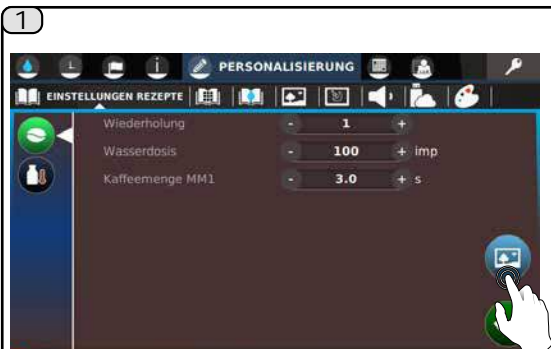 1
PERSONALISIERUNG
EINSTELLUNGEN REZEPTE
Wiederholung - 1 +
Wasserdosis - 100 + imp
Kaffeemenge MM1 - 3.0 + s